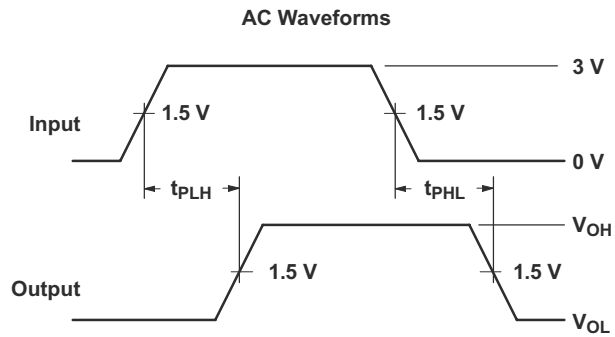 AC Waveforms
3 V
1.5 V
1.5 V
Input
0 V
tPLH
tPHL
VOH
1.5 V
1.5 V
Output
VOL